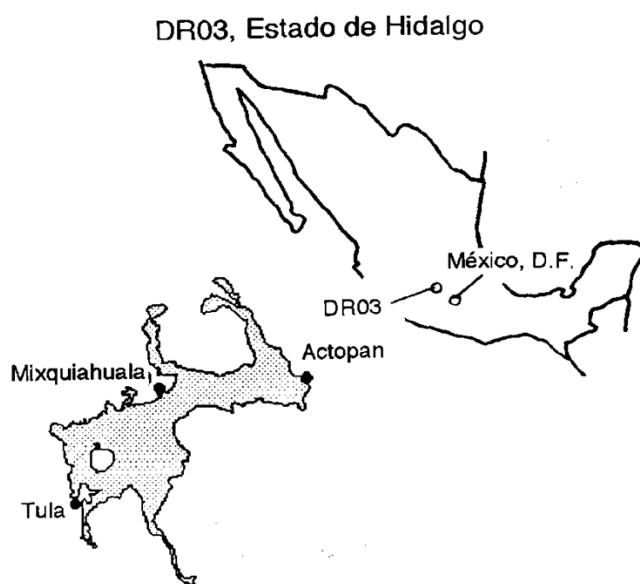 DR03, Estado de Hidalgo
México, D.F.
DR03
Actopan
Mixquiahuala
Tula